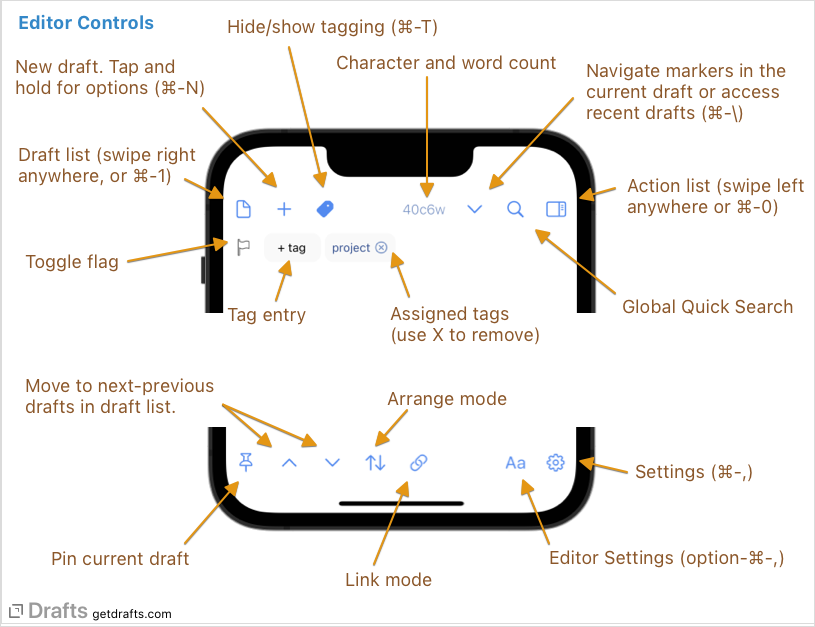 Editor Controls
Hide/show tagging (⌘-T)
New draft. Tap and
hold for options (⌘-N)
Character and word count
Navigate markers in the
current draft or access
recent drafts (⌘-\)
Draft list (swipe right
anywhere, or ⌘-1)
Action list (swipe left
anywhere or ⌘-0)
40c6w
+ tag
project
Toggle flag
Tag entry
Assigned tags
(use X to remove)
Global Quick Search
Move to next-previous
drafts in draft list.
Arrange mode
Aa
Settings (⌘-,)
Pin current draft
Link mode
Editor Settings (option-⌘-,)
Drafts getdrafts.com